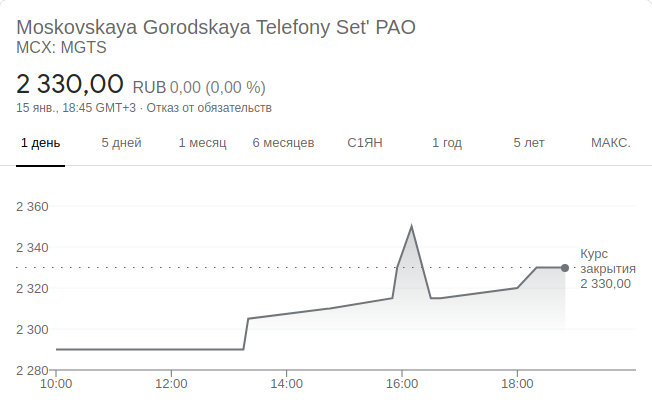 Moskovskaya Gorodskaya Telefony Set' PAO
MCX: MGTS
2 330,00 RUB 0,00 (0,00 %)
15 янв., 18:45 GMT+3 · Отказ от обязательств
1 день 5 дней 1 месяц 6 месяцев С1ЯН 1 год 5 лет МАКС.
2 360
2 340
2 320
2 300
2 280
Курс
закрытия
2 330,00
10:00 12:00 14:00 16:00 18:00